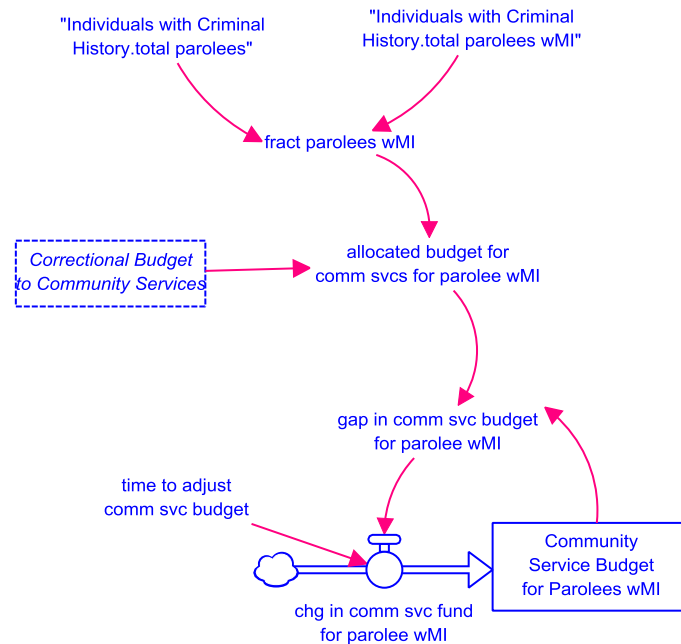 "Individuals with Criminal
History.total parolees"
"Individuals with Criminal
History.total parolees wMI"
fract parolees wMI
Correctional Budget
to Community Services
allocated budget for
comm svcs for parolee wMI
gap in comm svc budget
for parolee wMI
time to adjust
comm svc budget
Community
Service Budget
for Parolees wMI
chg in comm svc fund
for parolee wMI